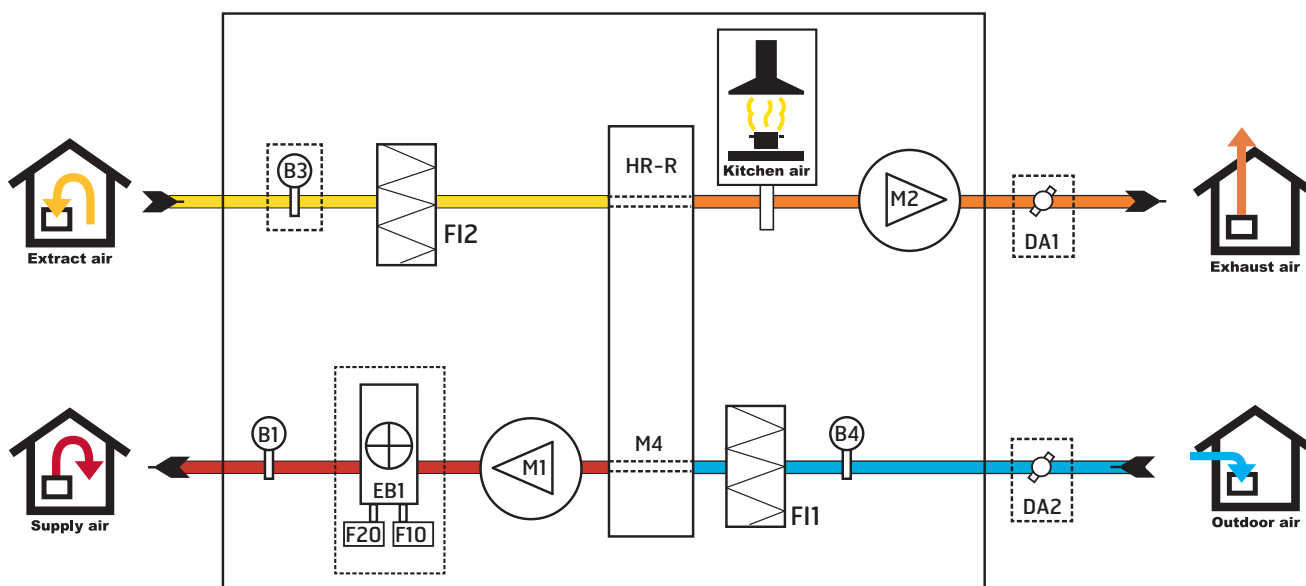 Kitchen air
B3
HR-R
M2
FI2
DA1
Extract air
Exhaust air
B1
M4
B4
M1
EB1
F20
F10
FI1
DA2
Supply air
Outdoor air